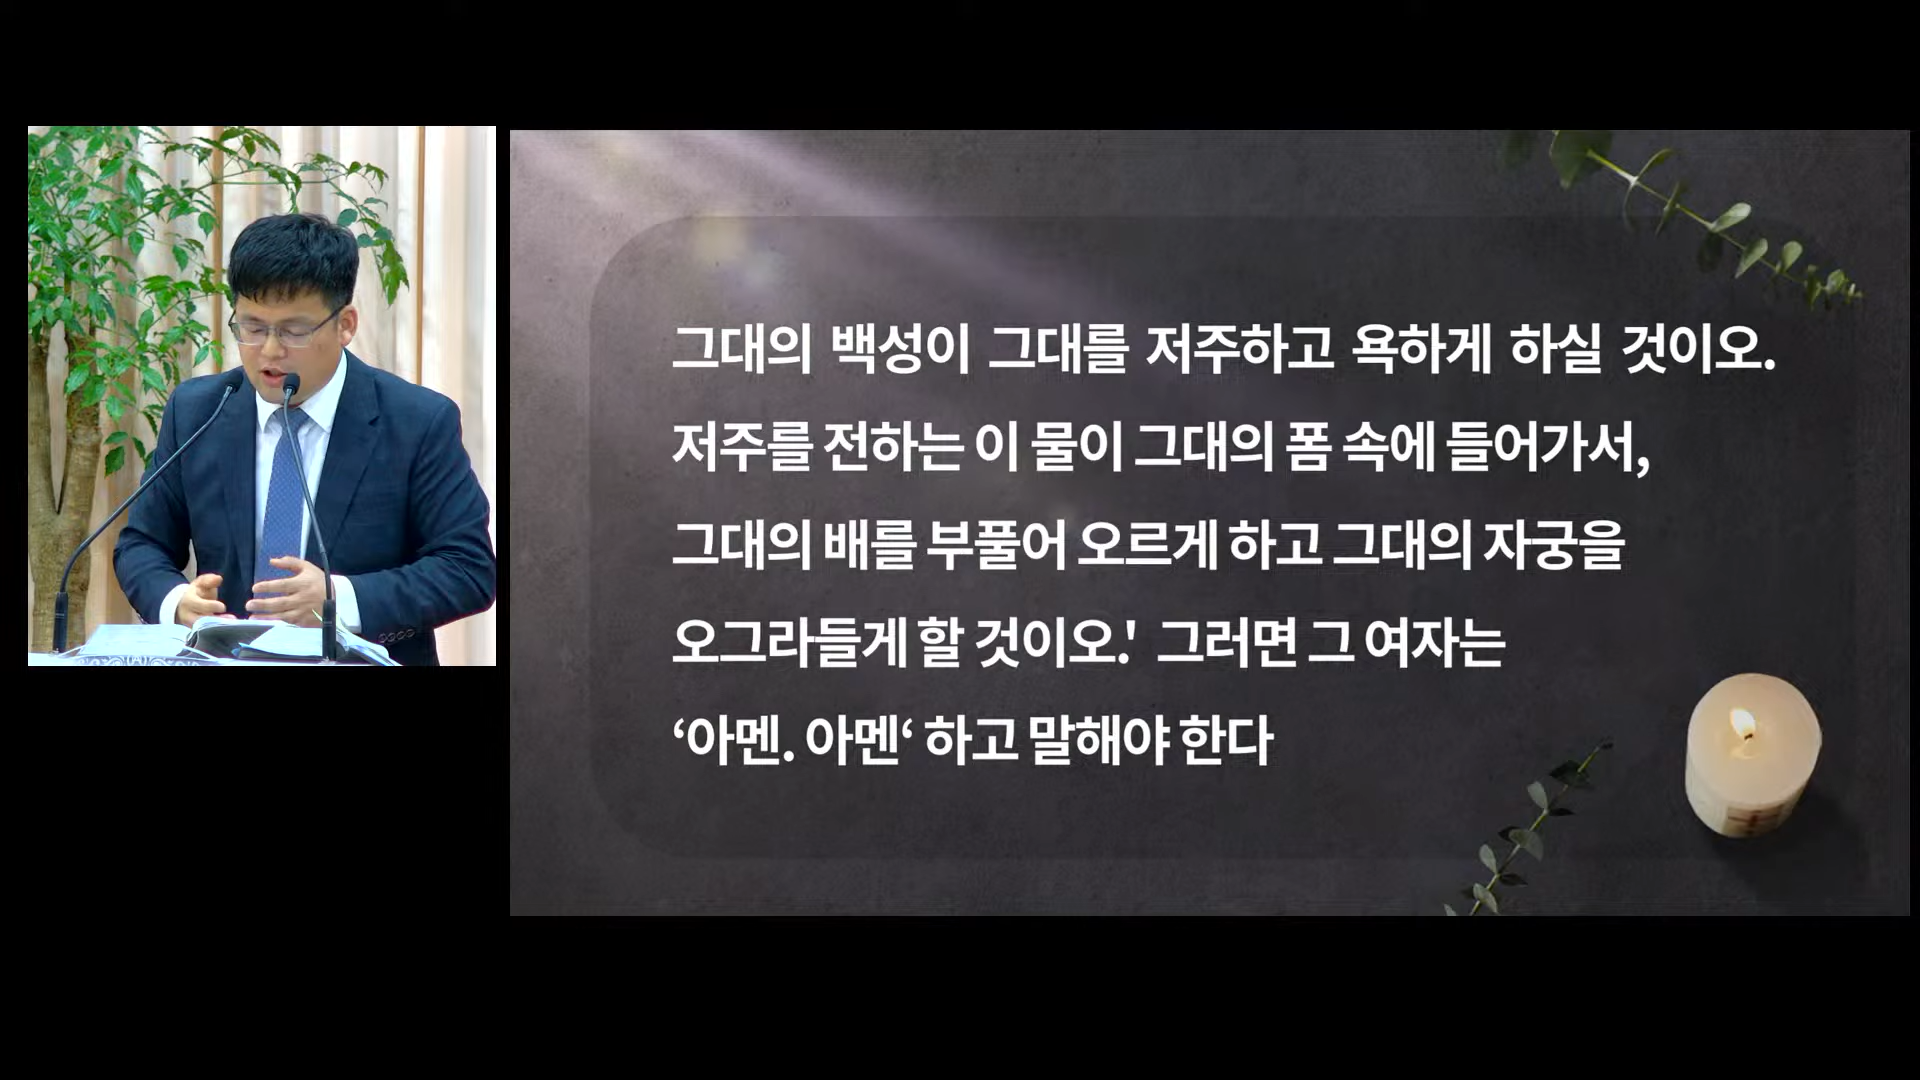 그대의 백성이 그대를 저주하고 욕하게 하실 것이오.
저주를 전하는 이 물이 그대의 폼 속에 들어가서,
그대의 배를 부풀어 오르게 하고 그대의 자궁을
오그라들게 할 것이오.' 그러면 그 여자는
‘아멘. 아멘‘ 하고 말해야 한다